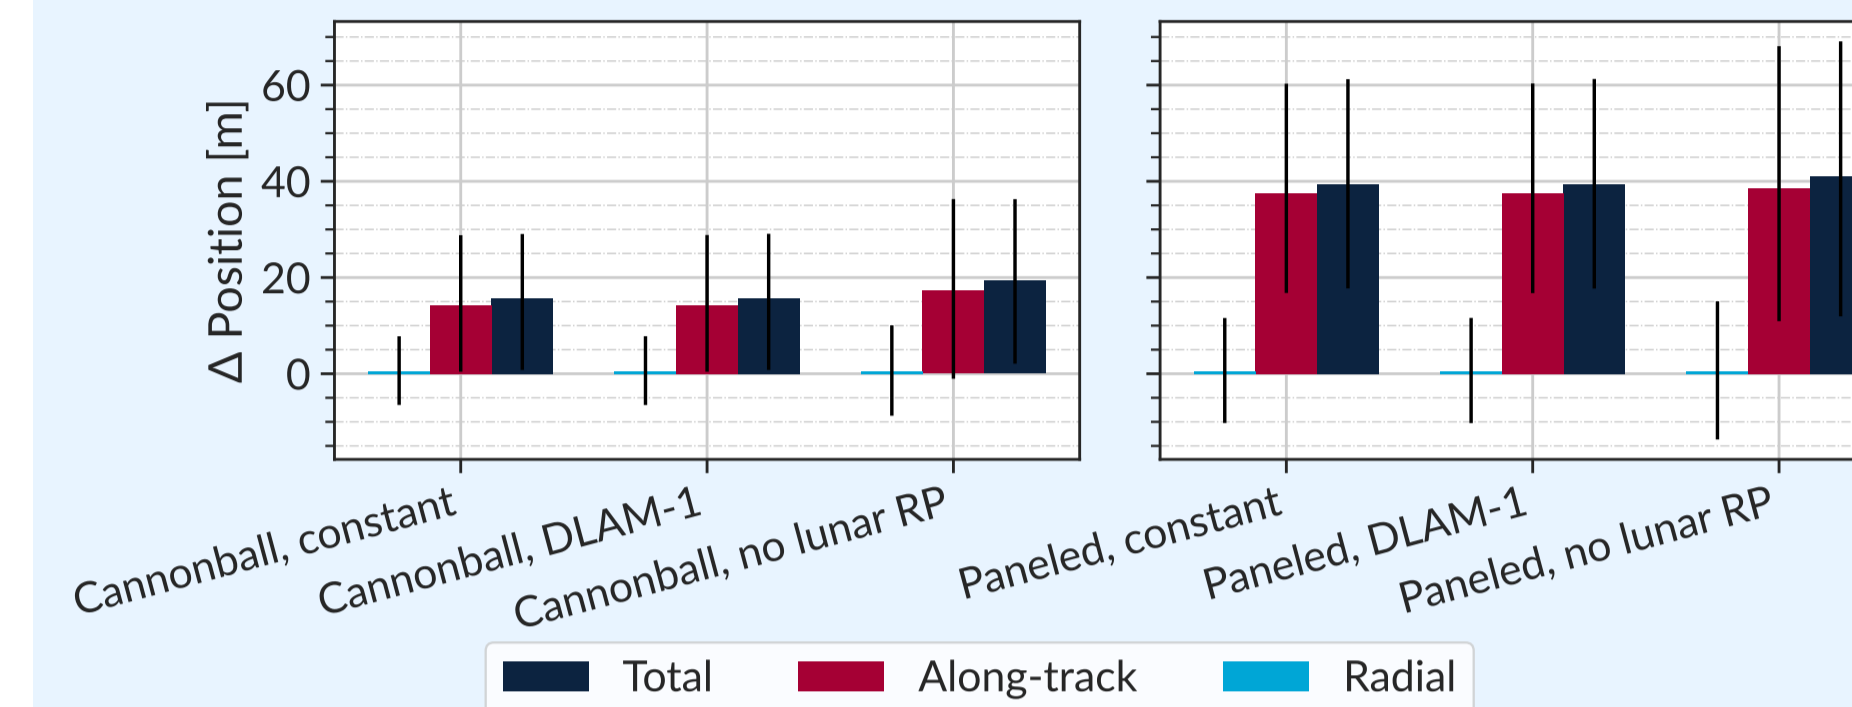 Δ Position [m]
60
40
20
0
Cannonball, constant
Cannonball, DLAM-1
Cannonball, no lunar RP
Paneled, constant
Paneled, DLAM-1
Paneled, no lunar RP
Total
Along-track
Radial